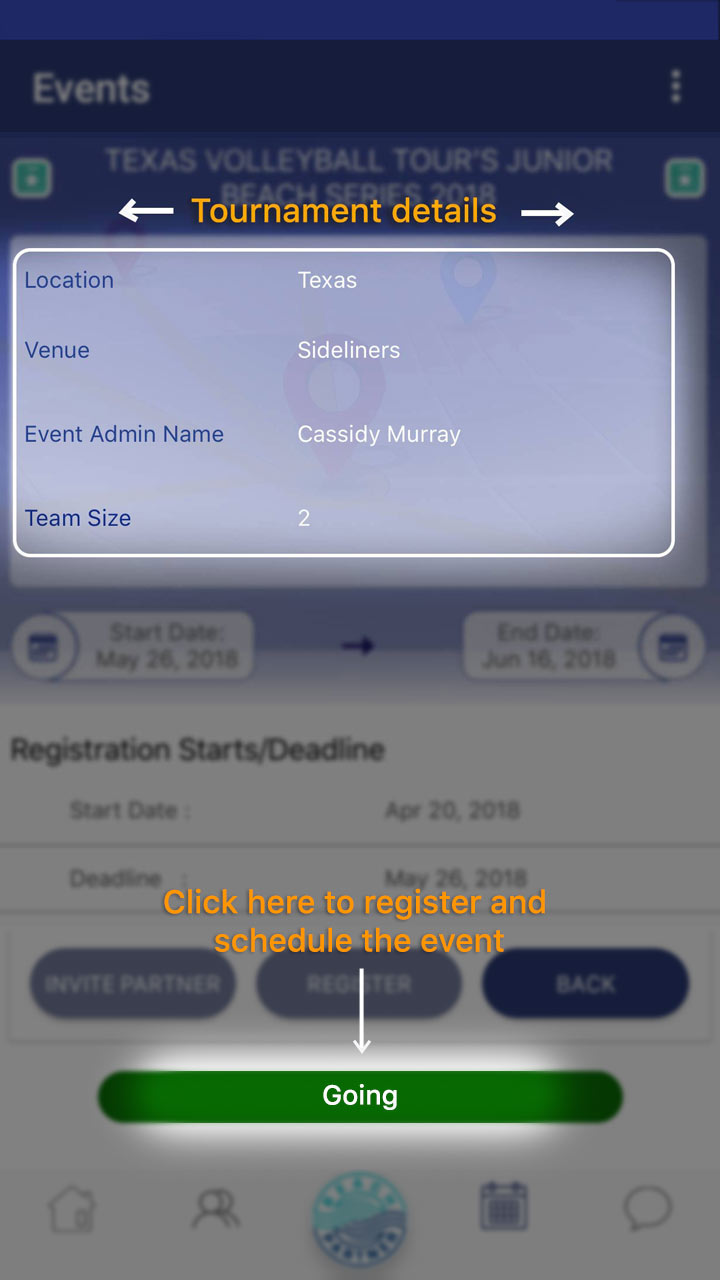 Events
TEXAS VOLLEYBALL TOUR'S JUNIOR
BEACH SERIES 2018
Tournament details
Location Texas
Venue Sideliners
Event Admin Name Cassidy Murray
Team Size 2
Start Date: End Date:
May 26, 2018 Jun 16, 2018
Registration Starts/Deadline
Start Date : Apr 20, 2018
Deadline : May 26, 2018
Click here to register and
schedule the event
INVITE PARTNER REGISTER BACK
Going
BEACH
PARTNER